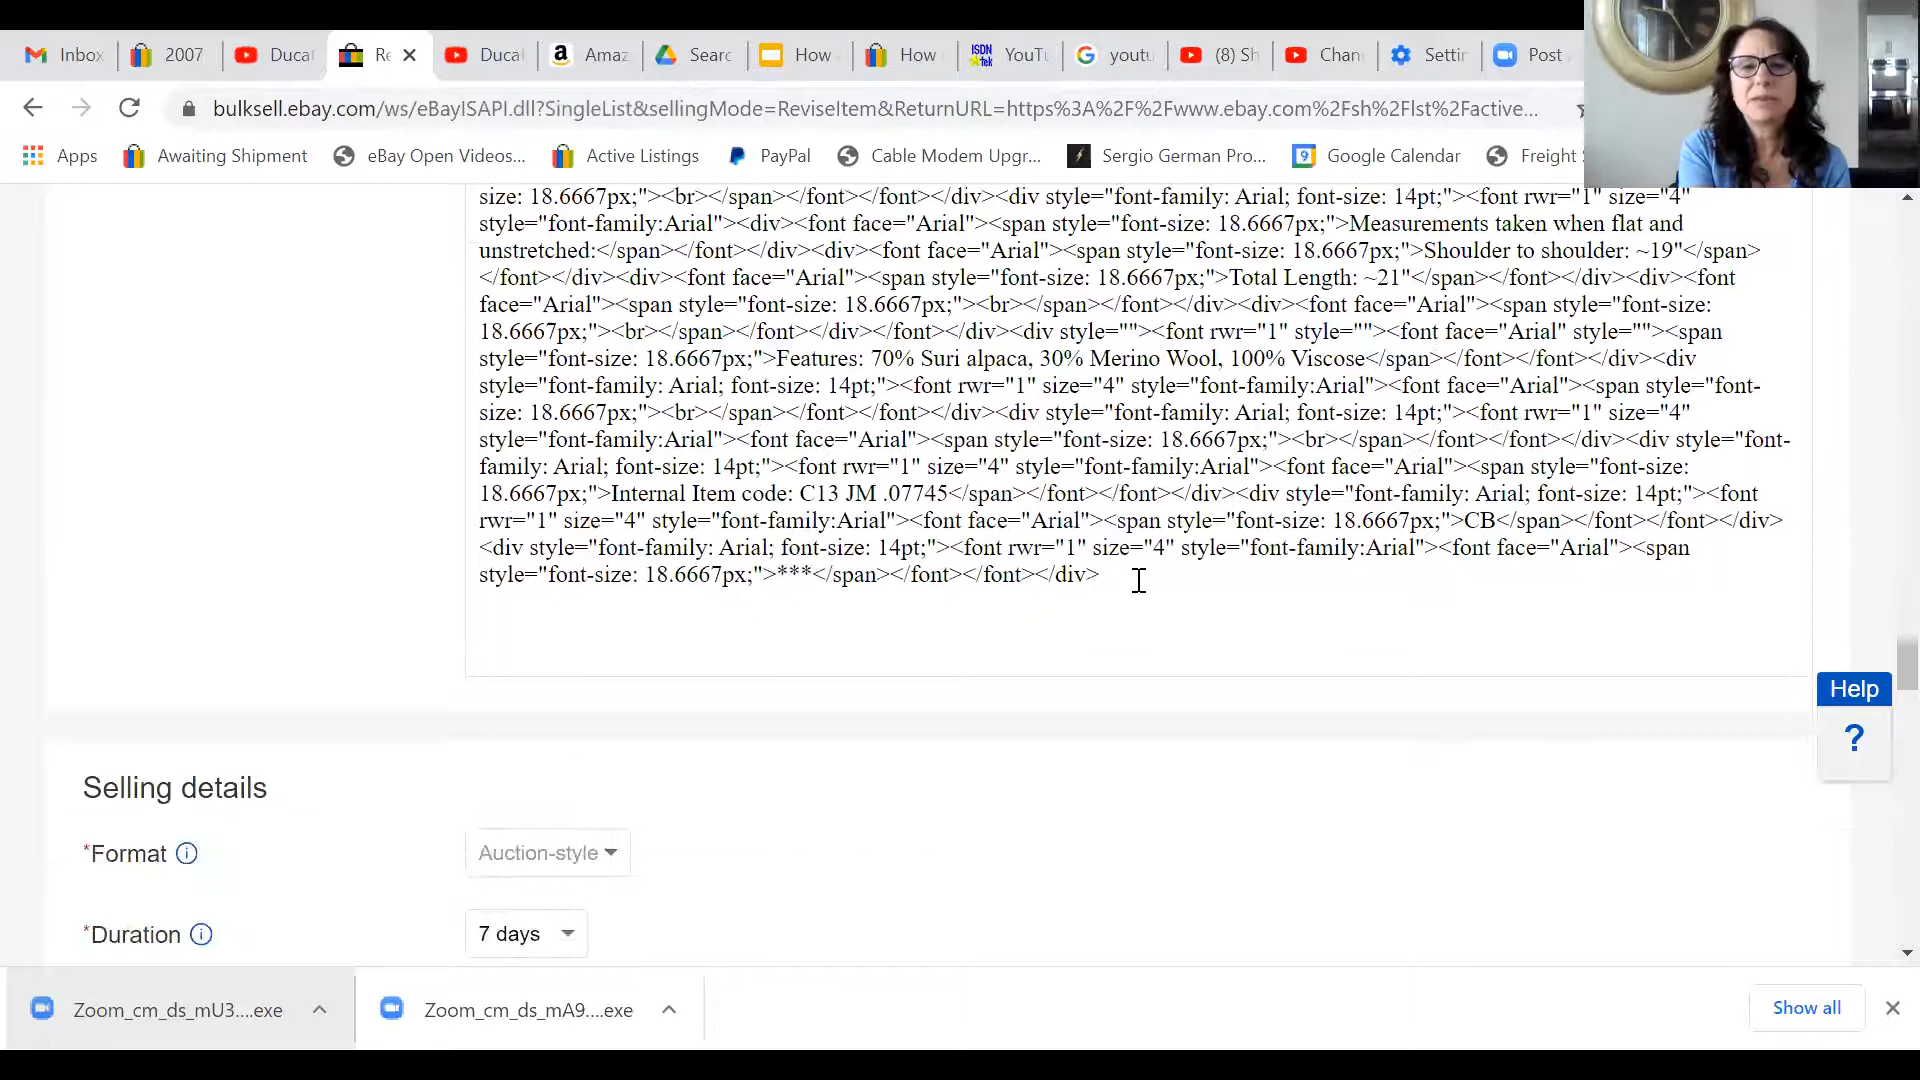 Inbox
2007
Ducat
Re
Ducat
Amaz
Searc
How
How
ISDN
tek
YouTu
youtu
(8) Sh
Chan
Settin
Post
bulksell.ebay.com/ws/eBayISAPI.dll?SingleList&sellingMode=ReviseItem&ReturnURL=https%3A%2F%2Fwww.ebay.com%2Fsh%2Flst%2Factive...
Apps
Awaiting Shipment
eBay Open Videos...
Active Listings
PayPal
Cable Modem Upgr...
Sergio German Pro...
9
Google Calendar
Freight
size: 18.6667px;"><br></span></font></font></div><div style="font-family: Arial; font-size: 14pt;"><font rwr="1" size="4"
style="font-family:Arial"><div><font face="Arial"><span style="font-size: 18.6667px;">Measurements taken when flat and
unstretched:</span></font></div><div><font face="Arial"><span style="font-size: 18.6667px;">Shoulder to shoulder: ~19"</span>
</font></div><div><font face="Arial"><span style="font-size: 18.6667px;">Total Length: ~21"</span></font></div><div><font
face="Arial"><span style="font-size: 18.6667px;"><br></span></font></div><div><font face="Arial"><span style="font-size:
18.6667px;"><br></span></font></div></font></div><div style=""><font rwr="1" style=""><font face="Arial" style=""><span
style="font-size: 18.6667px;">Features: 70% Suri alpaca, 30% Merino Wool, 100% Viscose</span></font></font></div><div
style="font-family: Arial; font-size: 14pt;"><font rwr="1" size="4" style="font-family:Arial"><font face="Arial"><span style="font-
size: 18.6667px;"><br></span></font></font></div><div style="font-family: Arial; font-size: 14pt;"><font rwr="1" size="4"
style="font-family:Arial"><font face="Arial"><span style="font-size: 18.6667px;"><br></span></font></font></div><div style="font-
family: Arial; font-size: 14pt;"><font rwr="1" size="4" style="font-family:Arial"><font face="Arial"><span style="font-size:
18.6667px;">Internal Item code: C13 JM .07745</span></font></font></div><div style="font-family: Arial; font-size: 14pt;"><font
rwr="1" size="4" style="font-family:Arial"><font face="Arial"><span style="font-size: 18.6667px;">CB</span></font></font></div>
<div style="font-family: Arial; font-size: 14pt;"><font rwr="1" size="4" style="font-family:Arial"><font face="Arial"><span
style="font-size: 18.6667px;">***</span></font></font></div>
Help
?
Selling details
*Format
Auction-style
*Duration
7 days
Zoom_cm_ds_mU3....exe
Zoom_cm_ds_mA9....exe
Show all